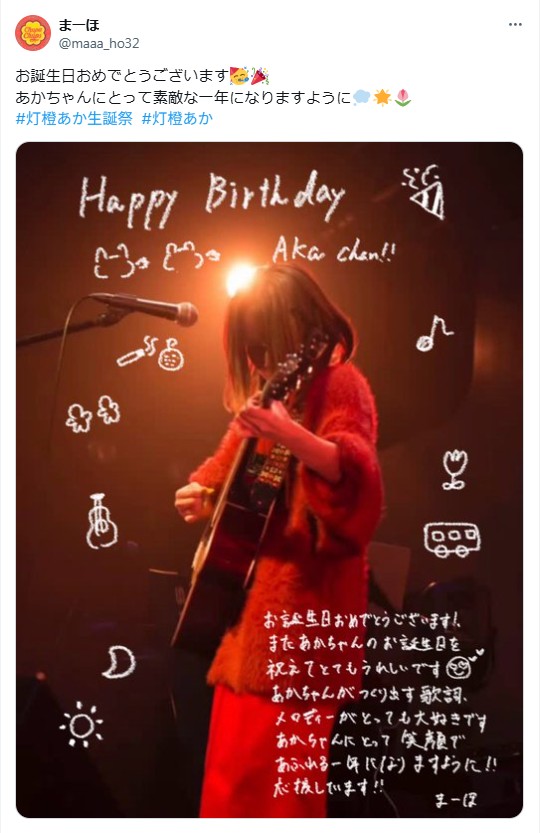 まーほ
@maaa_ho32
お誕生日おめでとうございます🥳🎉
あかちゃんにとって素敵な一年になりますように☁️☀️🌷
#灯橙あか生誕祭 #灯橙あか
Happy Birthday
Aka chan!!
お誕生日おめでとうございます!
またあかちゃんのお誕生日を
祝えてとてもうれしいです
あかちゃんがつくり出す歌詞、
メロディーがとっても大好きです
あかちゃんにとって笑顔で
あふれる一年に(な)りますように!!
応援しています!!
まーほ